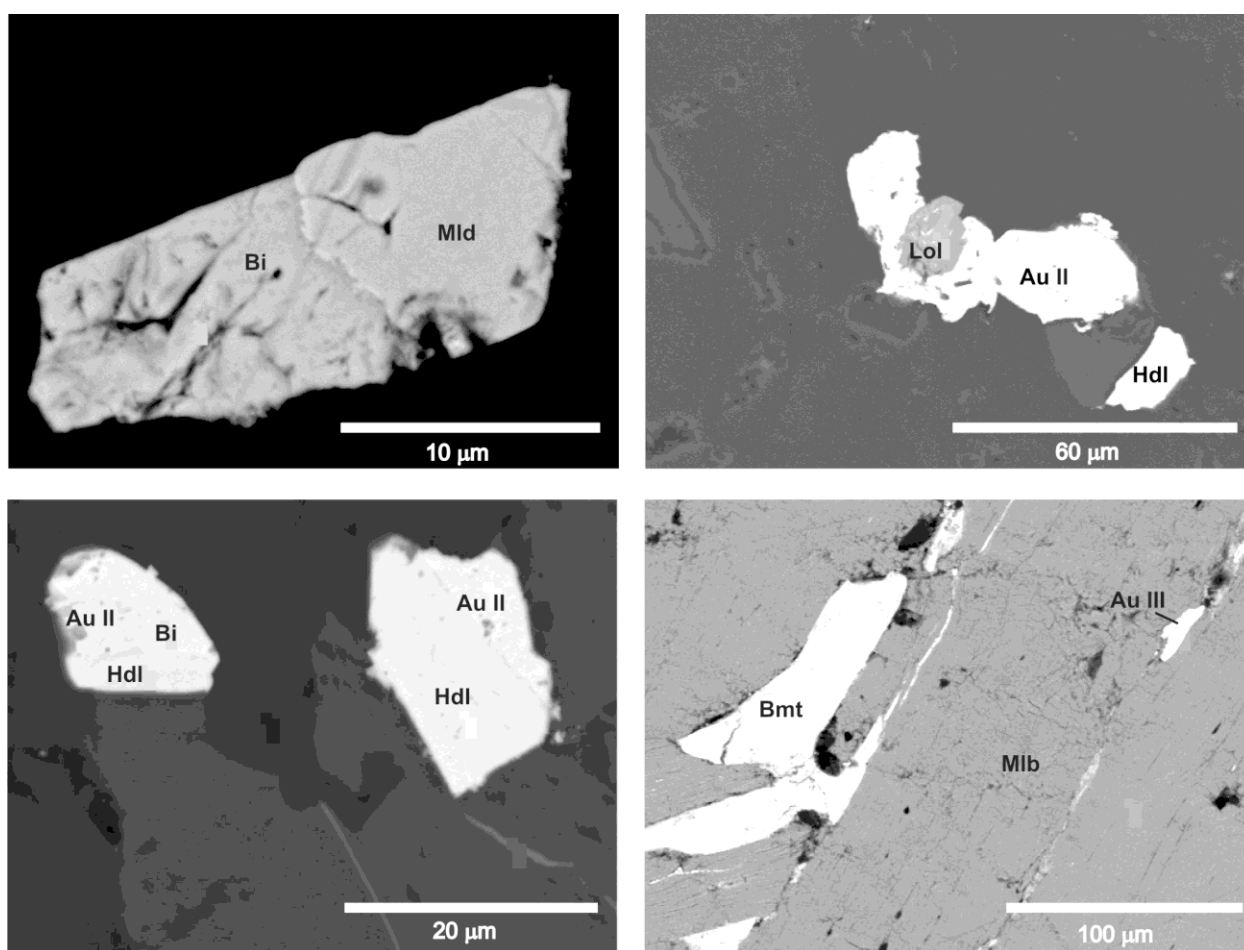 Bi
Mld
10 μm
Lol
Au II
Hdl
60 μm
Au II
Bi
Hdl
Au II
Hdl
20 μm
Au III
Bmt
Mlb
100 μm